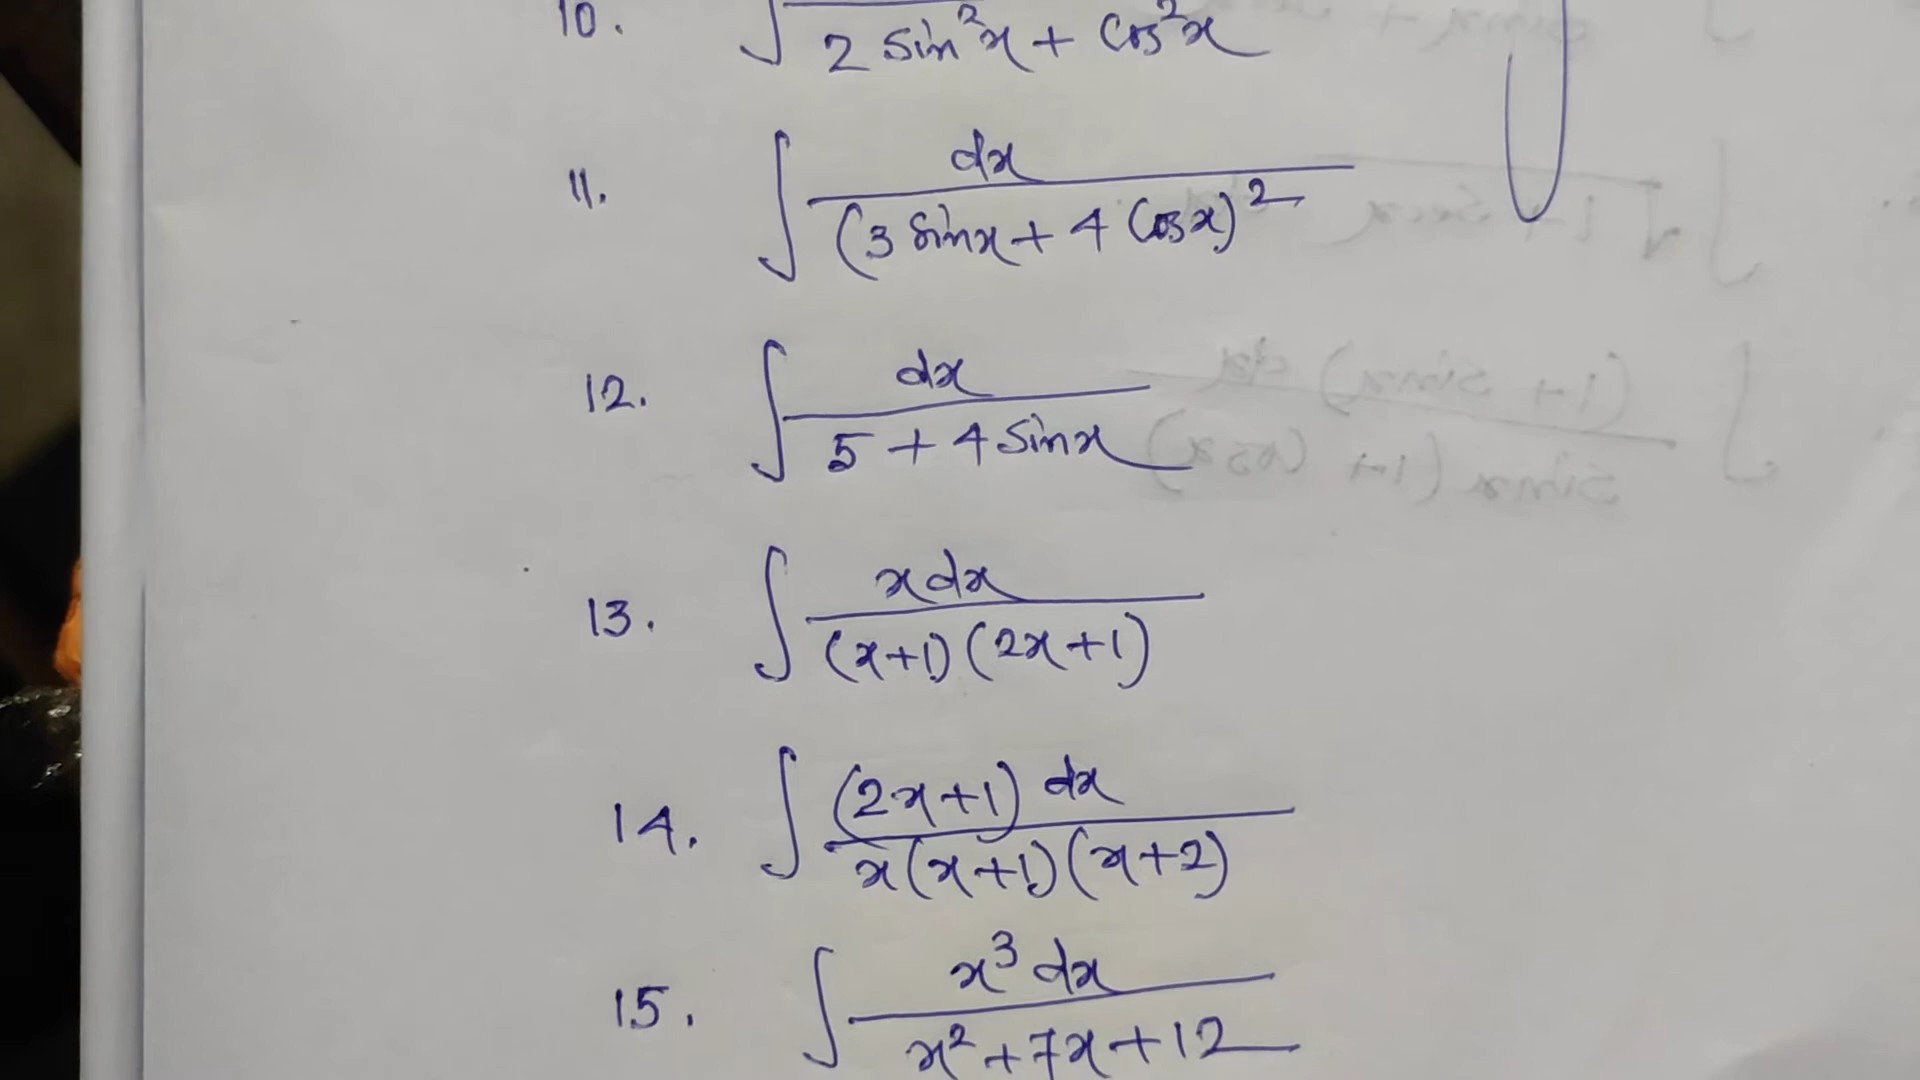 10. ∫ 2 sin²x + cos²x
11. ∫ dx / (3 sinx + 4 cosx)²
12. ∫ dx / 5 + 4 sinx
13. ∫ x dx / (x+1) (2x+1)
14. ∫ (2x+1) dx / x(x+1)(x+2)
15. ∫ x³ dx / x² + 7x + 12